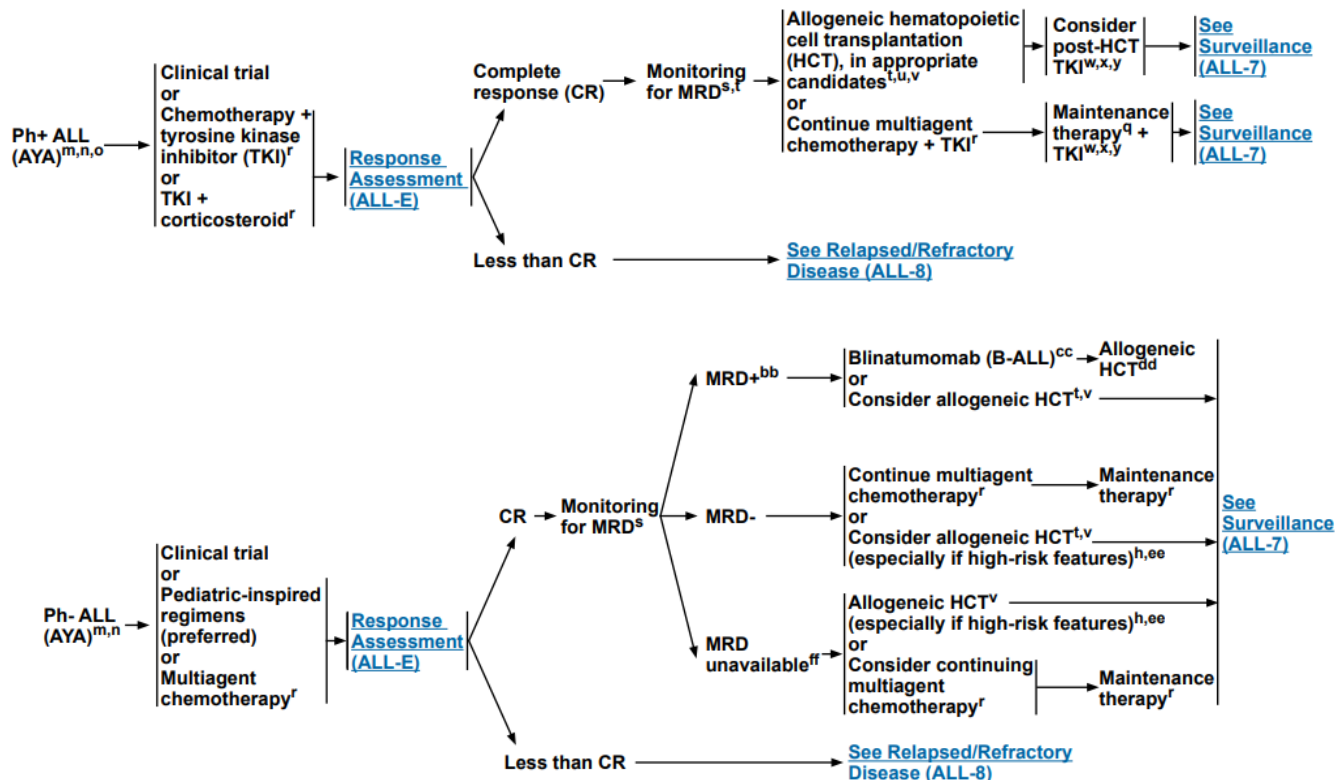 Ph+ ALL
(AYA)m,n,o
Clinical trial
or
Chemotherapy +
tyrosine kinase
inhibitor (TKI)r
or
TKI +
corticosteroidr
Response
Assessment
(ALL-E)
Complete
response (CR)
Monitoring
for MRDs,t
Allogeneic hematopoietic
cell transplantation
(HCT), in appropriate
candidatest,u,v
or
Continue multiagent
chemotherapy + TKIr
Consider
post-HCT
TKIw,x,y
See
Surveillance
(ALL-7)
Maintenance
therapyq +
TKIw,x,y
See
Surveillance
(ALL-7)
Less than CR
See Relapsed/Refractory
Disease (ALL-8)
Ph- ALL
(AYA)m,n
Clinical trial
or
Pediatric-inspired
regimens
(preferred)
or
Multiagent
chemotherapyr
Response
Assessment
(ALL-E)
CR
Monitoring
for MRDs
MRD+bb
Blinatumomab (B-ALL)cc
or
Consider allogeneic HCTt,v
Allogeneic
HCTdd
MRD-
Continue multiagent
chemotherapyr
or
Consider allogeneic HCTt,v
(especially if high-risk features)h,ee
Maintenance
therapyr
MRD
unavailableff
Allogeneic HCTv
(especially if high-risk features)h,ee
or
Consider continuing
multiagent
chemotherapyr
Maintenance
therapyr
See
Surveillance
(ALL-7)
Less than CR
See Relapsed/Refractory
Disease (ALL-8)